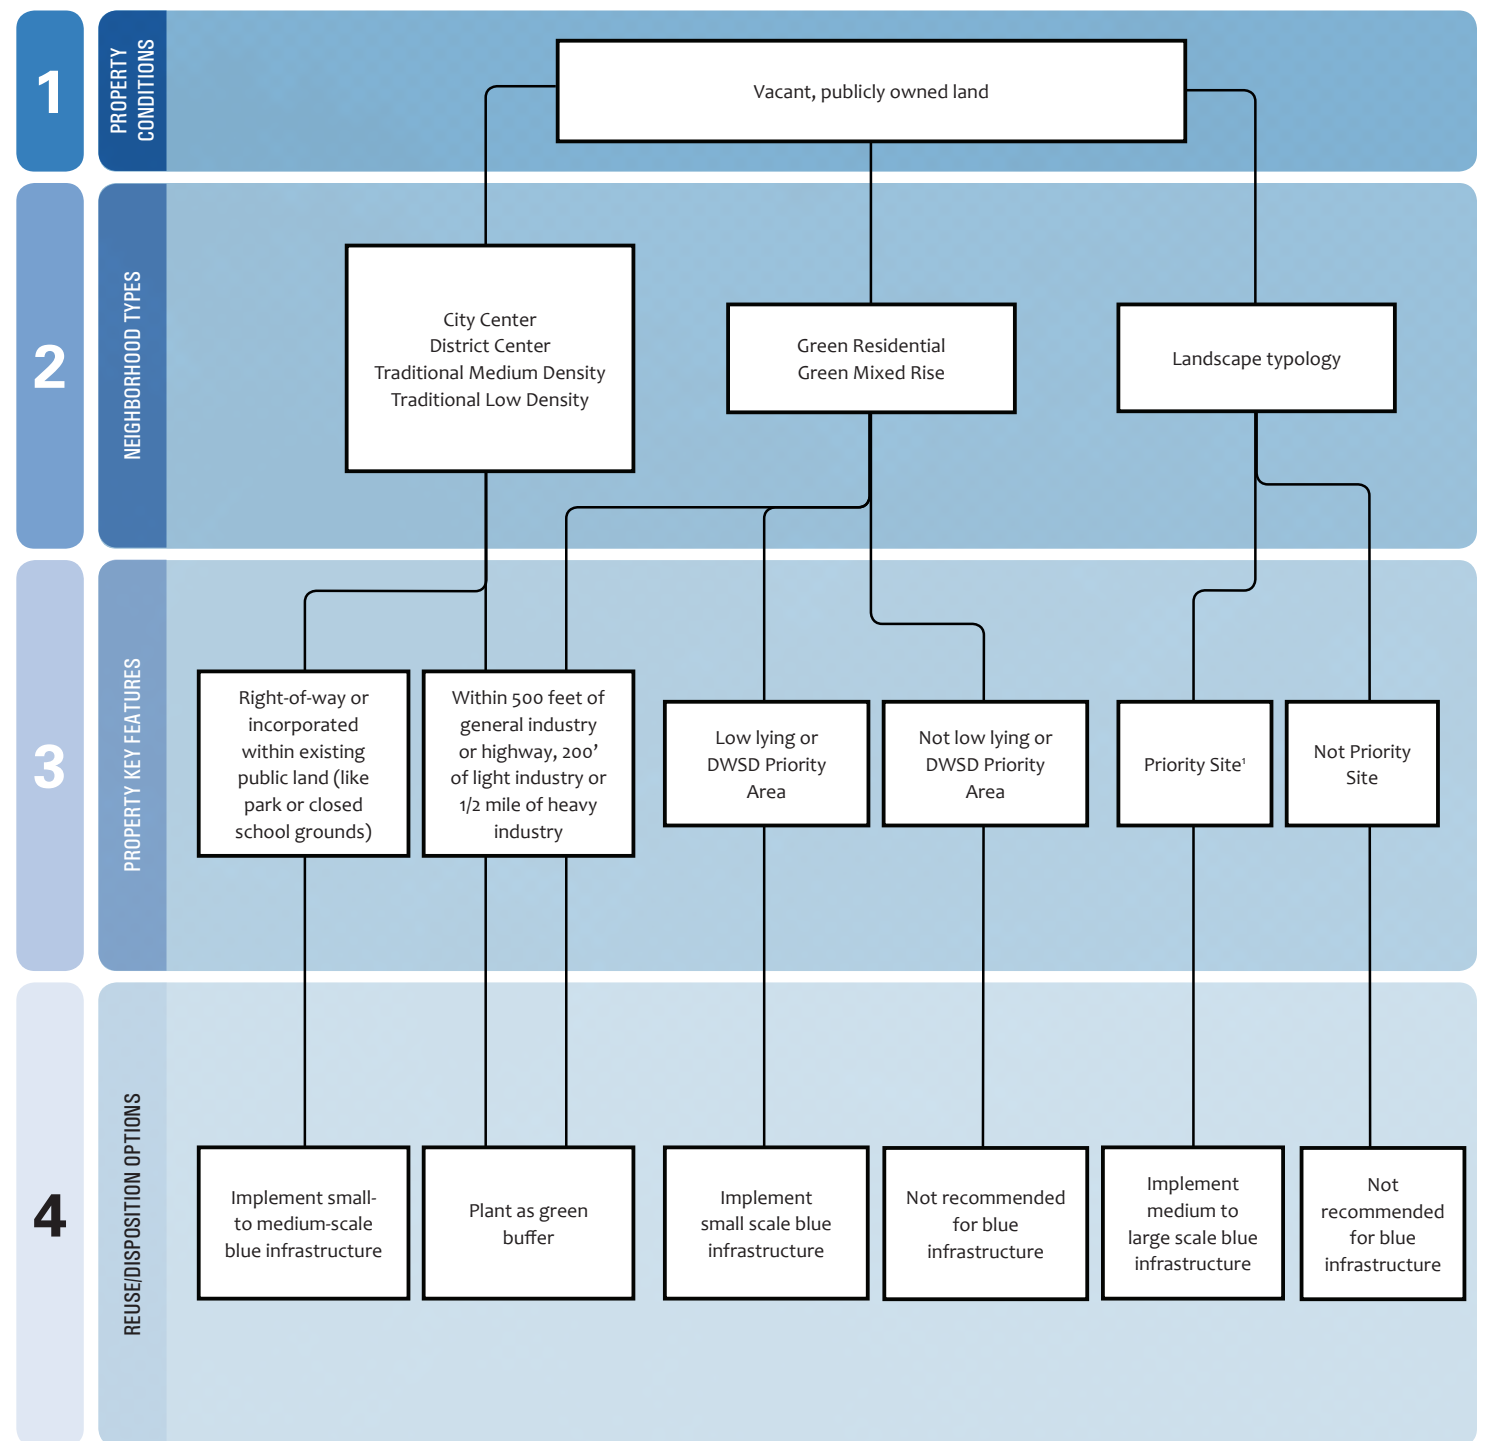 1
PROPERTY
CONDITIONS
Vacant, publicly owned land
2
NEIGHBORHOOD TYPES
City Center
District Center
Traditional Medium Density
Traditional Low Density
Green Residential
Green Mixed Rise
Landscape typology
3
PROPERTY KEY FEATURES
Right-of-way or
incorporated
within existing
public land (like
park or closed
school grounds)
Within 500 feet of
general industry
or highway, 200’
of light industry or
1/2 mile of heavy
industry
Low lying or
DWSD Priority
Area
Not low lying or
DWSD Priority
Area
Priority Site¹
Not Priority
Site
4
REUSE/DISPOSITION OPTIONS
Implement small-
to medium-scale
blue infrastructure
Plant as green
buffer
Implement
small scale blue
infrastructure
Not recommended
for blue
infrastructure
Implement
medium to
large scale blue
infrastructure
Not
recommended
for blue
infrastructure